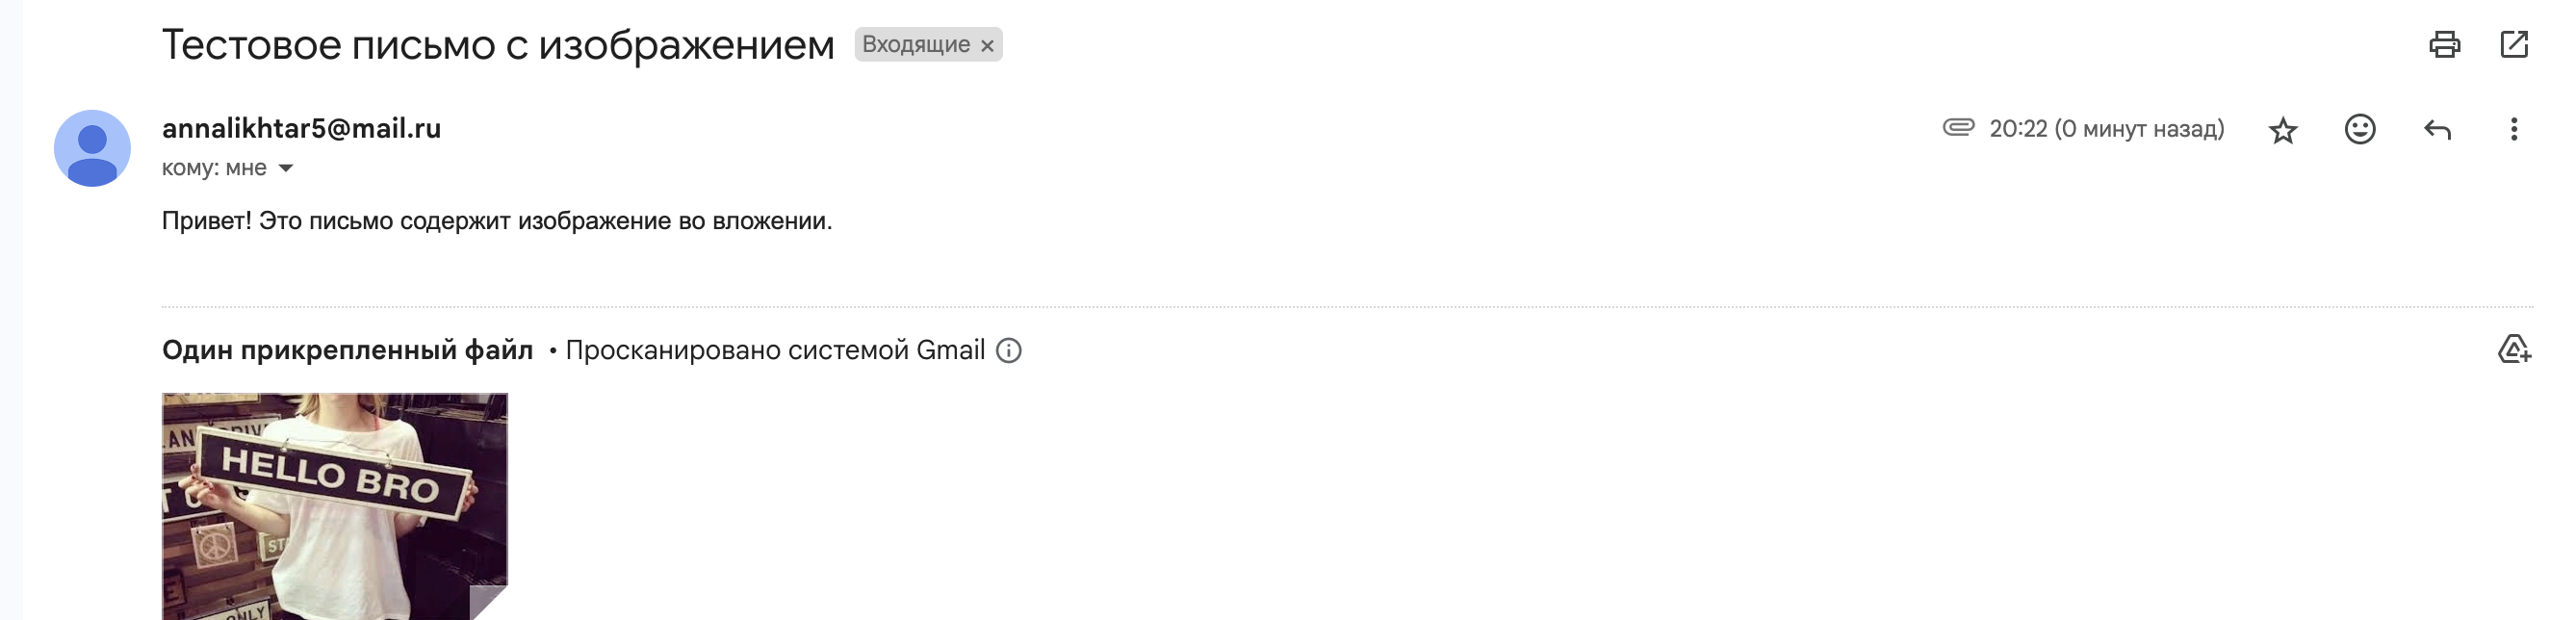 Тестовое письмо с изображением Входящие ×
annalikhtar5@mail.ru 20:22 (0 минут назад)
кому: мне
Привет! Это письмо содержит изображение во вложении.
Один прикрепленный файл • Просканировано системой Gmail
HELLO BRO